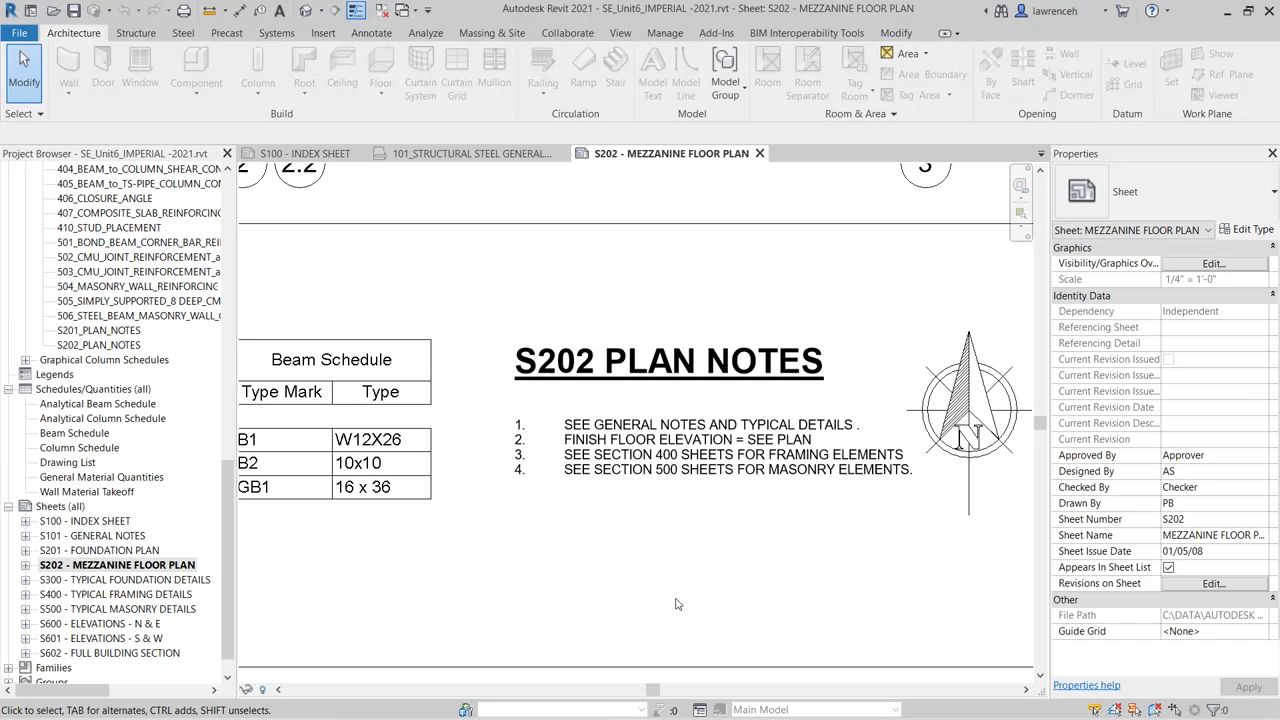 Autodesk Revit 2021 - SE_Unit6_IMPERIAL -2021.rvt - Sheet: S202 - MEZZANINE FLOOR PLAN
lawrenceh
File Architecture Structure Steel Precast Systems Insert Annotate Analyze Massing & Site Collaborate View Manage Add-Ins BIM Interoperability Tools Modify
Modify
Wall
Door
Window
Component
Column
Roof
Ceiling
Curtain System
Curtain Grid
Mullion
Floor
Railing
Ramp
Stair
Model Text
Model Line
Model Group
Room
Room Separator
Tag Room
Area
Area Boundary
Tag Area
By Face
Shaft
Wall
Vertical
Dormer
Level
Grid
Set
Show
Ref Plane
Viewer
Select
Build
Circulation
Model
Room & Area
Opening
Datum
Work Plane
Project Browser - SE_Unit6_IMPERIAL -2021.rvt
404_BEAM_to_COLUMN_SHEAR_CON
405_BEAM_to_TS-PIPE_COLUMN_CON
406_CLOSURE_ANGLE
407_COMPOSITE_SLAB_REINFORCING
410_STUD_PLACEMENT
501_BOND_BEAM_CORNER_BAR_REI
502_CMU_JOINT_REINFORCEMENT_a
503_CMU_JOINT_REINFORCEMENT_a
504_MASONRY_WALL_REINFORCING
505_SIMPLY_SUPPORTED_8 DEEP_CM
506_STEEL_BEAM_MASONRY_WALL_C
S201_PLAN_NOTES
S202_PLAN_NOTES
Graphical Column Schedules
Legends
Schedules/Quantities (all)
Analytical Beam Schedule
Analytical Column Schedule
Beam Schedule
Column Schedule
Drawing List
General Material Quantities
Wall Material Takeoff
Sheets (all)
S100 - INDEX SHEET
S101 - GENERAL NOTES
S201 - FOUNDATION PLAN
S202 - MEZZANINE FLOOR PLAN
S300 - TYPICAL FOUNDATION DETAILS
S400 - TYPICAL FRAMING DETAILS
S500 - TYPICAL MASONRY DETAILS
S600 - ELEVATIONS - N & E
S601 - ELEVATIONS - S & W
S602 - FULL BUILDING SECTION
Families
Groups
S100 - INDEX SHEET
101_STRUCTURAL STEEL GENERAL...
S202 - MEZZANINE FLOOR PLAN
2
2.2
3
Beam Schedule
Type Mark Type
B1 W12X26
B2 10x10
GB1 16 x 36
S202 PLAN NOTES
1. SEE GENERAL NOTES AND TYPICAL DETAILS .
2. FINISH FLOOR ELEVATION = SEE PLAN
3. SEE SECTION 400 SHEETS FOR FRAMING ELEMENTS
4. SEE SECTION 500 SHEETS FOR MASONRY ELEMENTS.
N
Properties
Sheet
Sheet: MEZZANINE FLOOR PLAN Edit Type
Graphics
Visibility/Graphics Ov... Edit...
Scale 1/4" = 1'-0"
Identity Data
Dependency Independent
Referencing Sheet
Referencing Detail
Current Revision Issued
Current Revision Issue...
Current Revision Issue...
Current Revision Date
Current Revision Desc...
Current Revision
Approved By Approver
Designed By AS
Checked By Checker
Drawn By PB
Sheet Number S202
Sheet Name MEZZANINE FLOOR P...
Sheet Issue Date 01/05/08
Appears In Sheet List
Revisions on Sheet Edit...
Other
File Path C:\DATA\AUTODESK ...
Guide Grid <None>
Properties help Apply
Click to select, TAB for alternates, CTRL adds, SHIFT unselects.
:0
Main Model
:0